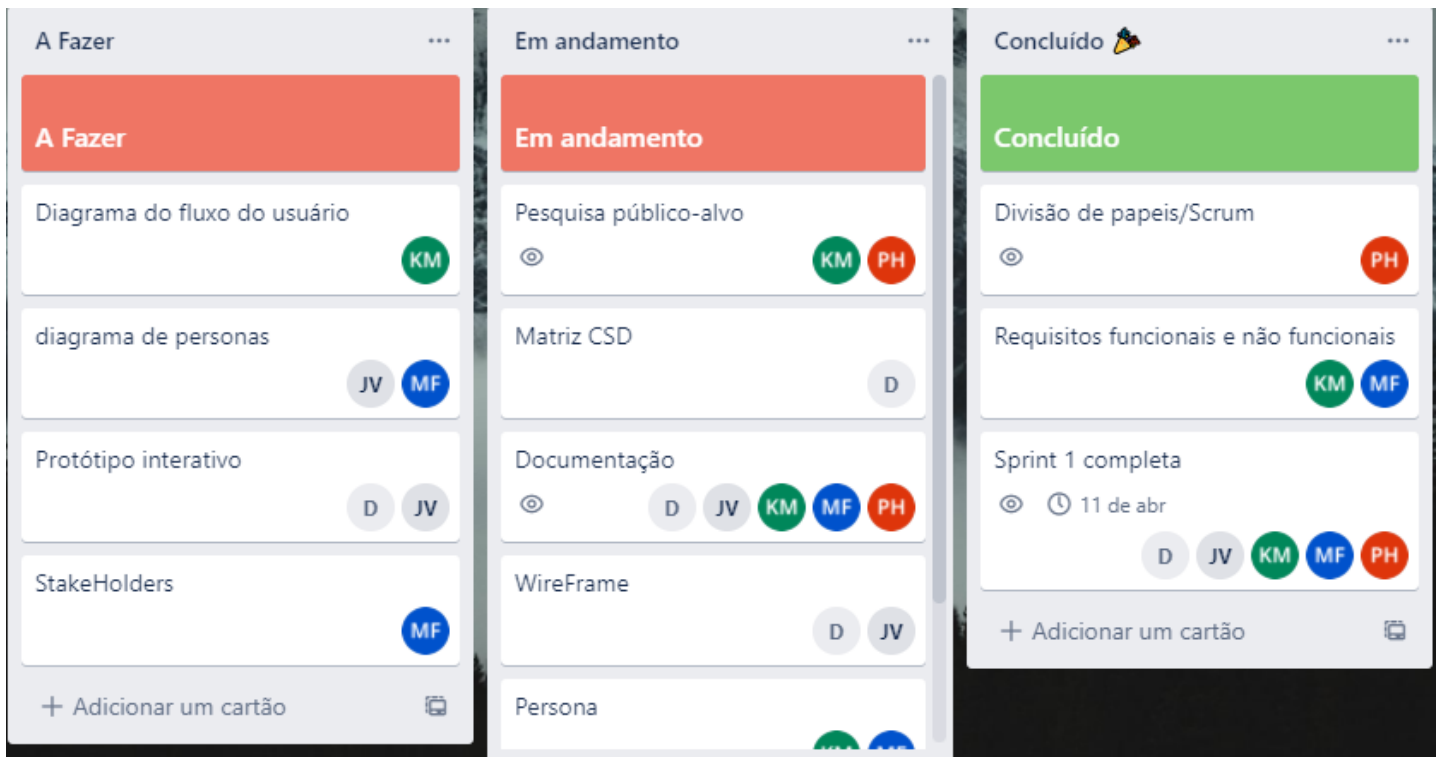 A Fazer
A Fazer
Diagrama do fluxo do usuário
KM
diagrama de personas
JV MF
Protótipo interativo
D JV
StakeHolders
MF
+ Adicionar um cartão
Em andamento
Em andamento
Pesquisa público-alvo
KM PH
Matriz CSD
D
Documentação
D JV KM MF PH
WireFrame
D JV
Persona
Concluído
Concluído
Divisão de papeis/Scrum
PH
Requisitos funcionais e não funcionais
KM MF
Sprint 1 completa
11 de abr
D JV KM MF PH
+ Adicionar um cartão